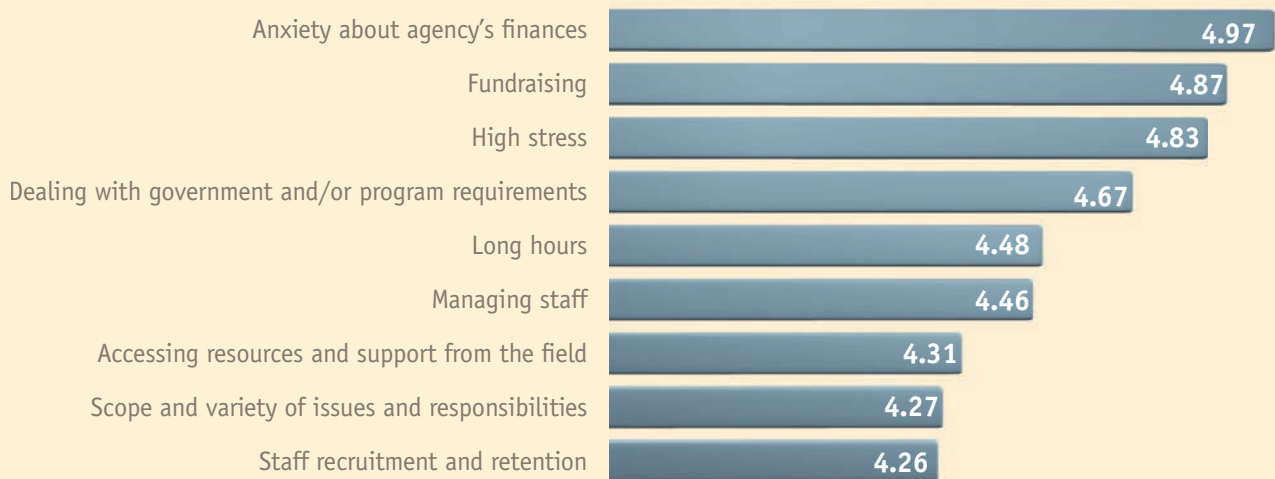 Anxiety about agency’s finances 4.97
Fundraising 4.87
High stress 4.83
Dealing with government and/or program requirements 4.67
Long hours 4.48
Managing staff 4.46
Accessing resources and support from the field 4.31
Scope and variety of issues and responsibilities 4.27
Staff recruitment and retention 4.26